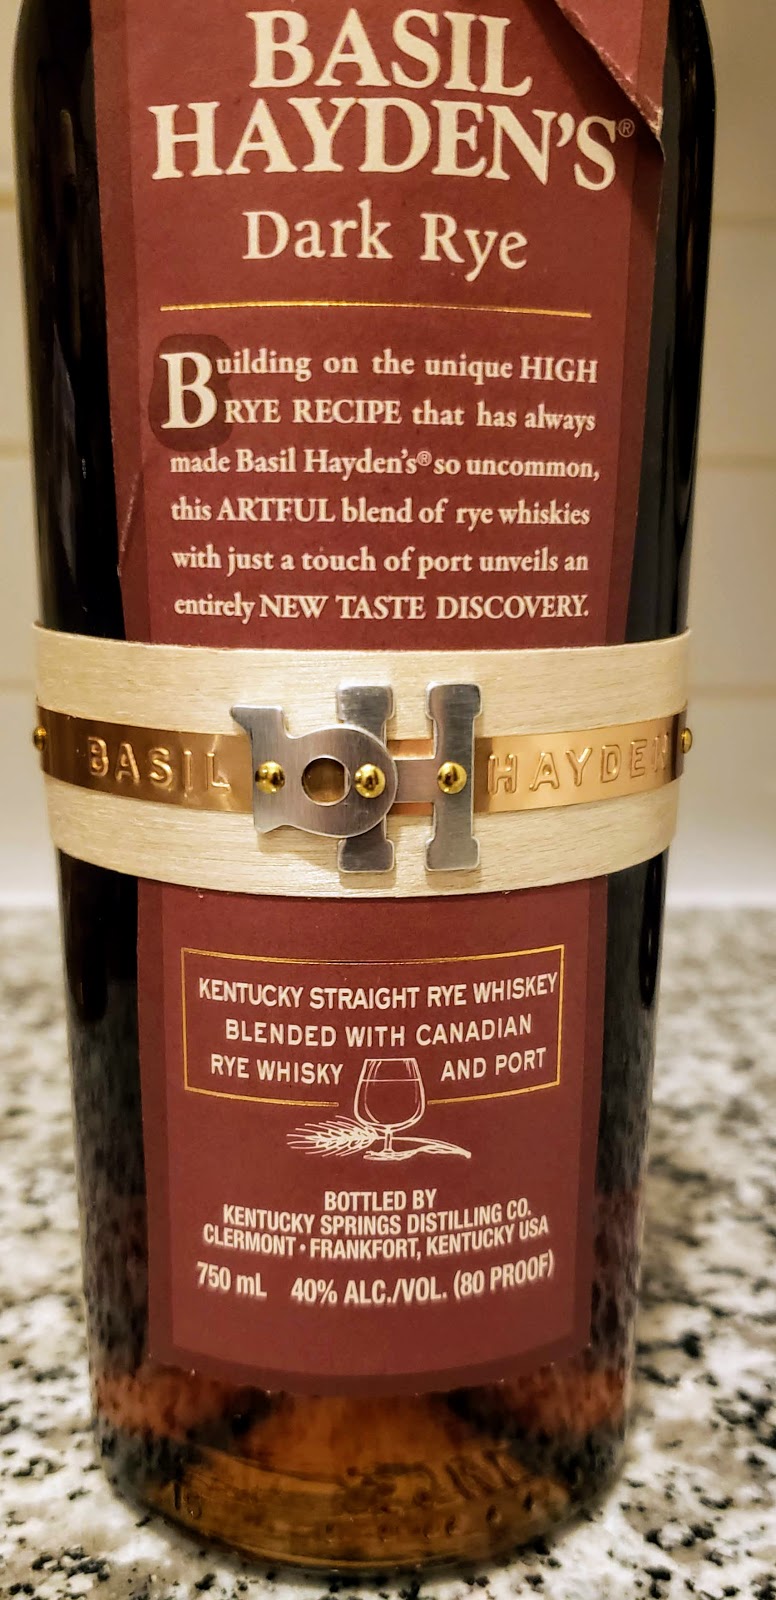 BASIL
HAYDEN'S®
Dark Rye
Building on the unique HIGH
RYE RECIPE that has always
made Basil Hayden's® so uncommon,
this ARTFUL blend of rye whiskies
with just a touch of port unveils an
entirely NEW TASTE DISCOVERY.
BASIL bH HAYDEN
KENTUCKY STRAIGHT RYE WHISKEY
BLENDED WITH CANADIAN
RYE WHISKY AND PORT
BOTTLED BY
KENTUCKY SPRINGS DISTILLING CO.
CLERMONT • FRANKFORT, KENTUCKY USA
750 mL 40% ALC./VOL. (80 PROOF)